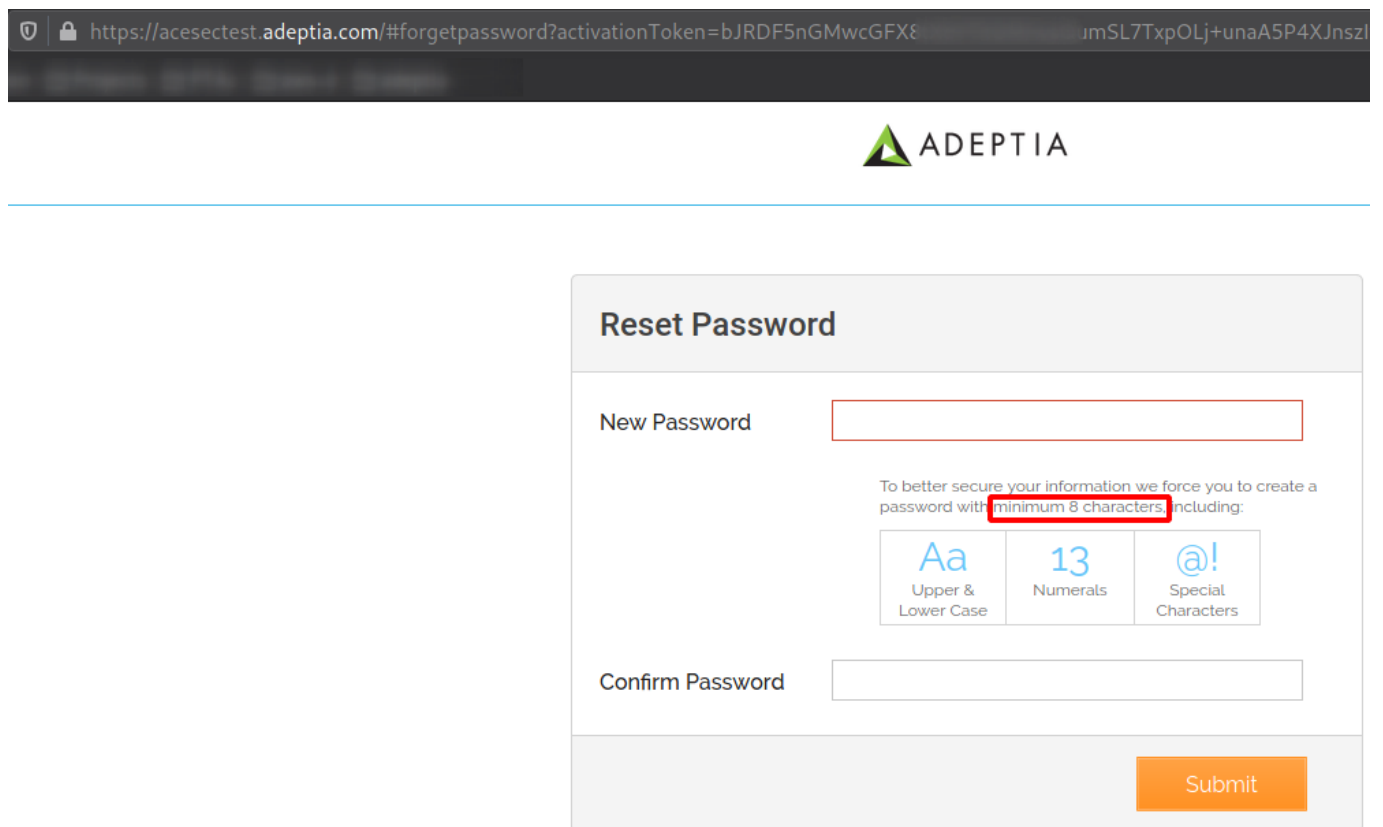 https://acesectest.adeptia.com/#forgetpassword?activationToken=bJRDF5nGMwcGFX8 umSL7TxpOLj+unaA5P4XJnszI
ADEPTIA
Reset Password
New Password
To better secure your information we force you to create a
password with minimum 8 characters, including:
Aa 13 @!
Upper & Numerals Special
Lower Case Characters
Confirm Password
Submit